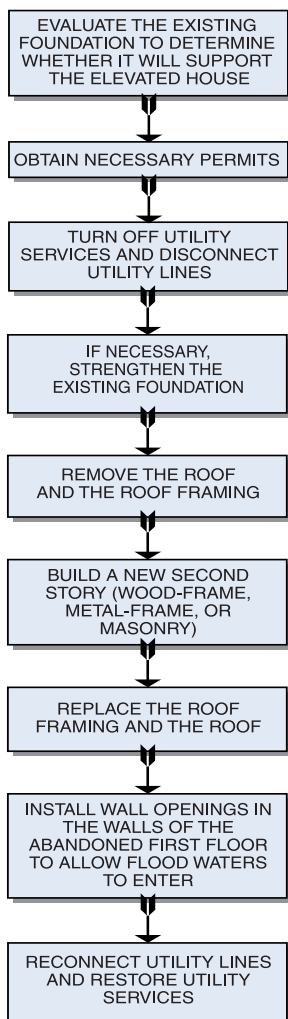 EVALUATE THE EXISTING
FOUNDATION TO DETERMINE
WHETHER IT WILL SUPPORT
THE ELEVATED HOUSE
OBTAIN NECESSARY PERMITS
TURN OFF UTILITY
SERVICES AND DISCONNECT
UTILITY LINES
IF NECESSARY,
STRENGTHEN THE
EXISTING FOUNDATION
REMOVE THE ROOF
AND THE ROOF FRAMING
BUILD A NEW SECOND
STORY (WOOD-FRAME,
METAL-FRAME, OR
MASONRY)
REPLACE THE ROOF
FRAMING AND THE ROOF
INSTALL WALL OPENINGS IN
THE WALLS OF THE
ABANDONED FIRST FLOOR
TO ALLOW FLOOD WATERS
TO ENTER
RECONNECT UTILITY LINES
AND RESTORE UTILITY
SERVICES